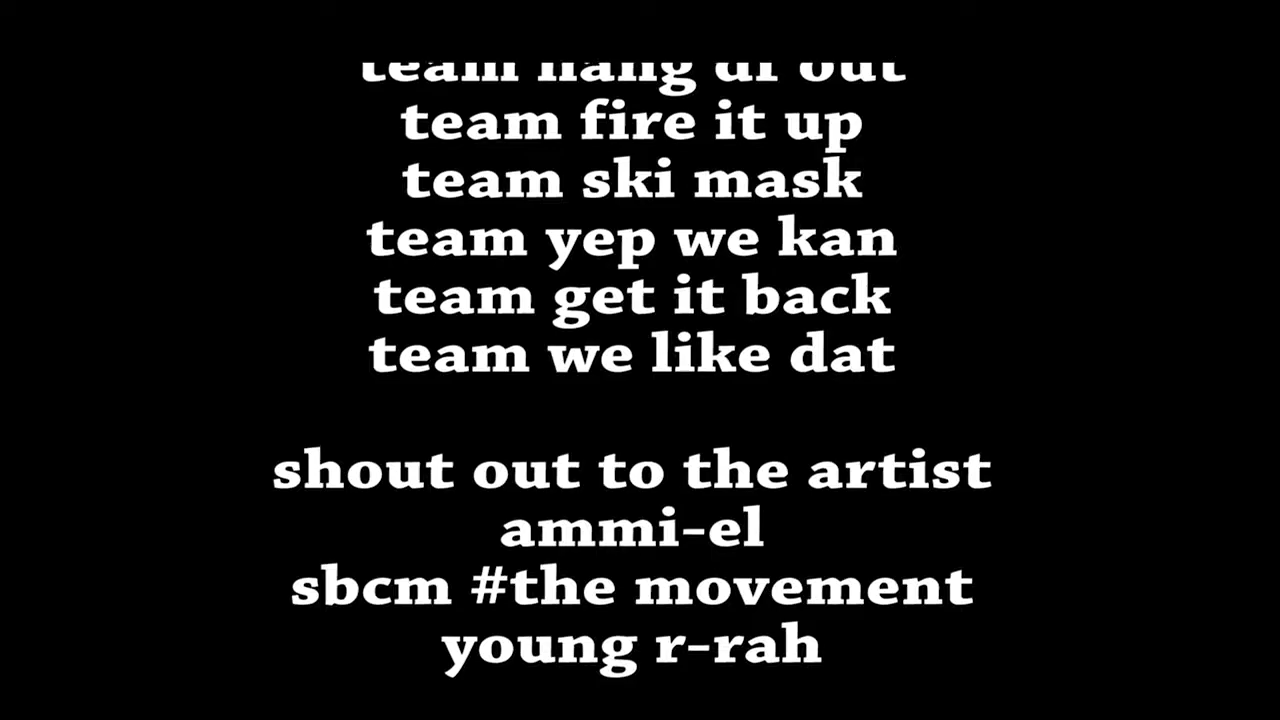 team hang out
team fire it up
team ski mask
team yep we kan
team get it back
team we like dat
shout out to the artist
ammi-el
sbcm #the movement
young r-rah